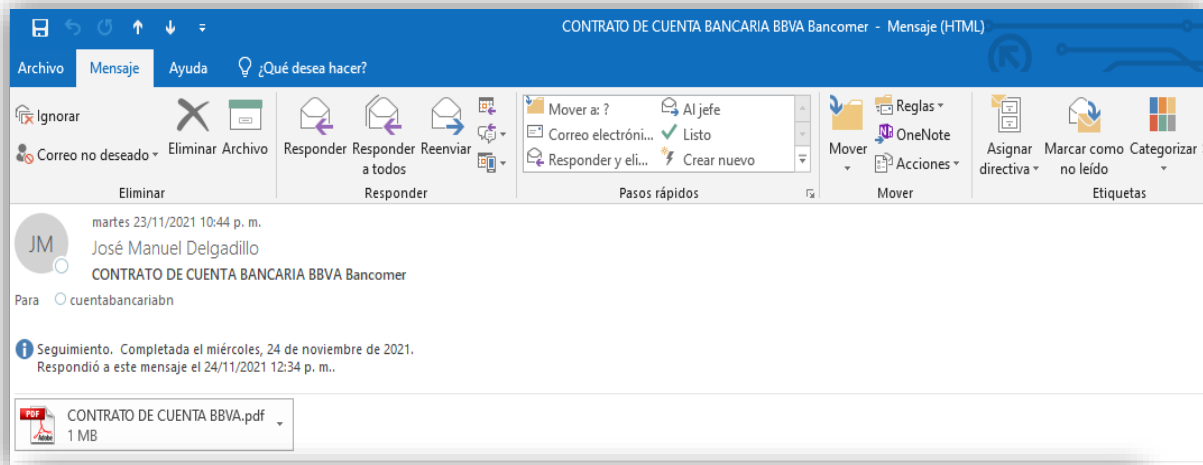 CONTRATO DE CUENTA BANCARIA BBVA Bancomer - Mensaje (HTML)
Archivo Mensaje Ayuda ¿Qué desea hacer?
Ignorar
Correo no deseado
Eliminar Archivo
Responder Responder a todos Reenviar
Mover a: ? Al jefe
Correo electróni... Listo
Responder y eli... Crear nuevo
Mover
Reglas
OneNote
Acciones
Asignar directiva Marcar como no leído Categorizar
Eliminar Responder Pasos rápidos Mover Etiquetas
martes 23/11/2021 10:44 p. m.
JM
José Manuel Delgadillo
CONTRATO DE CUENTA BANCARIA BBVA Bancomer
Para cuentabancariabn
Seguimiento. Completada el miércoles, 24 de noviembre de 2021.
Respondió a este mensaje el 24/11/2021 12:34 p. m..
PDF
Adobe
CONTRATO DE CUENTA BBVA.pdf
1 MB